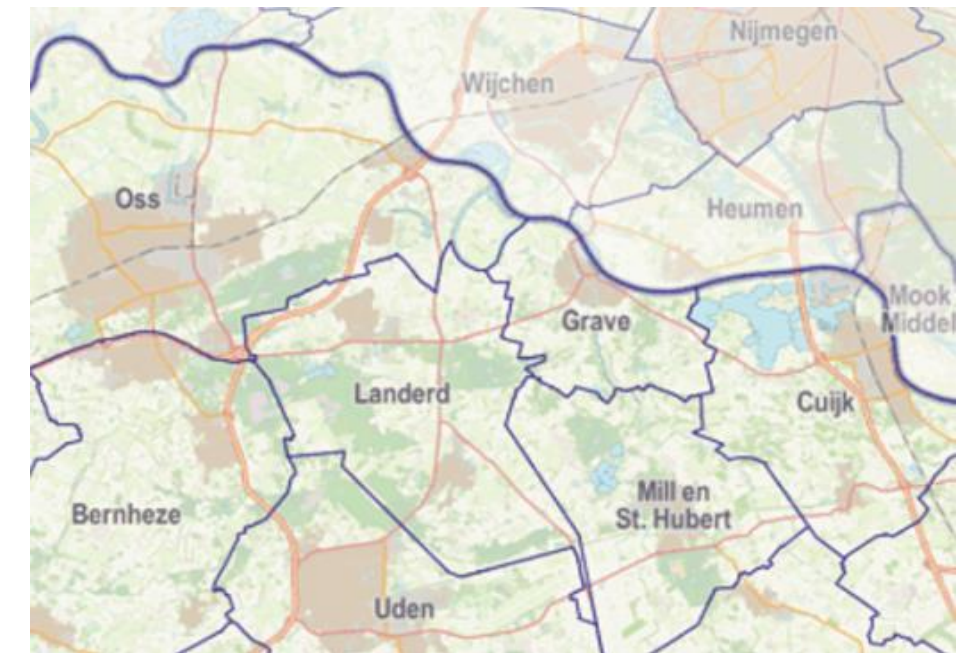 Nijmegen
Wijchen
Oss
Heumen
Mook
Middel
Grave
Landerd
Cuijk
Mill en
St. Hubert
Bernheze
Uden